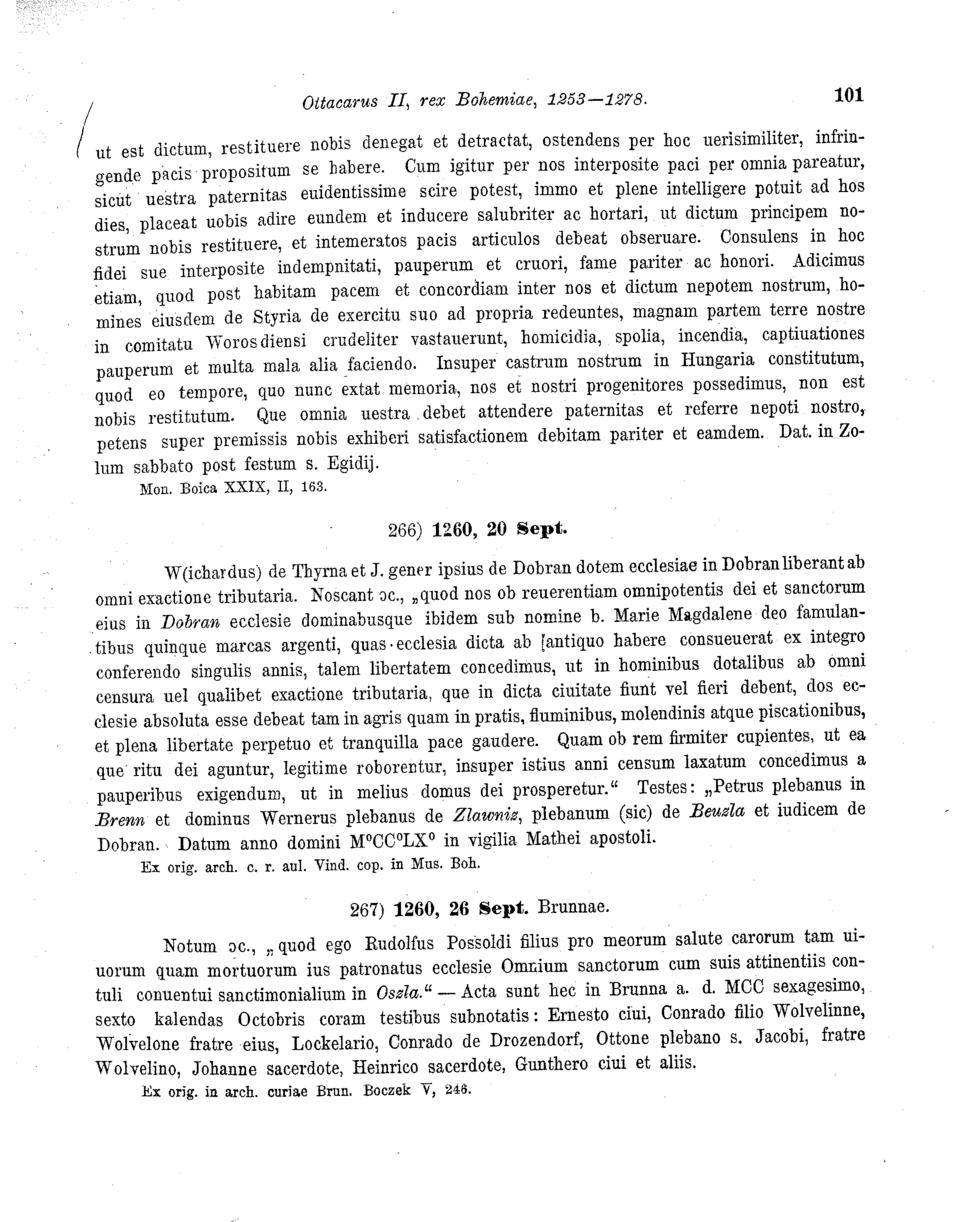 Ottacarus II, rex Bohemiae, 1253—1278. 101
ut est dictum, restituere nobis denegat et detractat, ostendens per hoc uerisimiliter, infrin-
gende pacis propositum se habere. Cum igitur per nos interposite paci per omnia pareatur,
sicut uestra paternitas euidentissime scire potest, immo et plene intelligere potuit ad hos
dies, placeat uobis adire eundem et inducere salubriter ac hortari, ut dictum principem no-
strum nobis restituere, et intemeratos pacis articulos debeat obseruare. Consulens in hoc
fidei sue interposite indempnitati, pauperum et cruori, fame pariter ac honori. Adicimus
etiam, quod post habitam pacem et concordiam inter nos et dictum nepotem nostrum, ho-
mines eiusdem de Styria de exercitu suo ad propria redeuntes, magnam partem terre nostre
in comitatu Worosdiensi crudeliter vastauerunt, homicidia, spolia, incendia, captiuationes
pauperum et multa mala alia faciendo. Insuper castrum nostrum in Hungaria constitutum,
quod eo tempore, quo nunc extat memoria, nos et nostri progenitores possedimus, non est
nobis restitutum. Que omnia uestra debet attendere paternitas et referre nepoti nostro,
petens super premissis nobis exhiberi satisfactionem debitam pariter et eamdem. Dat. in Zo-
lum sabbato post festum s. Egidij.
Mon. Boica XXIX, II, 163.
266) 1260, 20 Sept.
W(ichardus) de Thyrna et J. gener ipsius de Dobran dotem ecclesiae in Dobran liberant ab
omni exactione tributaria. Noscant ɔc., „quod nos ob reuerentiam omnipotentis dei et sanctorum
eius in Dobran ecclesie dominabusque ibidem sub nomine b. Marie Magdalene deo famulan-
tibus quinque marcas argenti, quas ecclesia dicta ab [antiquo habere consueuerat ex integro
conferendo singulis annis, talem libertatem concedimus, ut in hominibus dotalibus ab omni
censura uel qualibet exactione tributaria, que in dicta ciuitate fiunt vel fieri debent, dos ec-
clesie absoluta esse debeat tam in agris quam in pratis, fluminibus, molendinis atque piscationibus,
et plena libertate perpetuo et tranquilla pace gaudere. Quam ob rem firmiter cupientes, ut ea
que ritu dei aguntur, legitime roborentur, insuper istius anni censum laxatum concedimus a
pauperibus exigendum, ut in melius domus dei prosperetur.“ Testes: „Petrus plebanus in
Brenn et dominus Wernerus plebanus de Zlawniz, plebanum (sic) de Beuzla et iudicem de
Dobran. Datum anno domini M⁰CC⁰LX⁰ in vigilia Mathei apostoli.
Ex orig. arch. c. r. aul. Vind. cop. in Mus. Boh.
267) 1260, 26 Sept. Brunnae.
Notum ɔc., „quod ego Rudolfus Possoldi filius pro meorum salute carorum tam ui-
uorum quam mortuorum ius patronatus ecclesie Omnium sanctorum cum suis attinentiis con-
tuli conuentui sanctimonialium in Oszla.“ — Acta sunt hec in Brunna a. d. MCC sexagesimo,
sexto kalendas Octobris coram testibus subnotatis: Ernesto ciui, Conrado filio Wolvelinne,
Wolvelone fratre eius, Lockelario, Conrado de Drozendorf, Ottone plebano s. Jacobi, fratre
Wolvelino, Johanne sacerdote, Heinrico sacerdote, Gunthero ciui et aliis.
Ex orig. in arch. curiae Brun. Boczek V, 246.